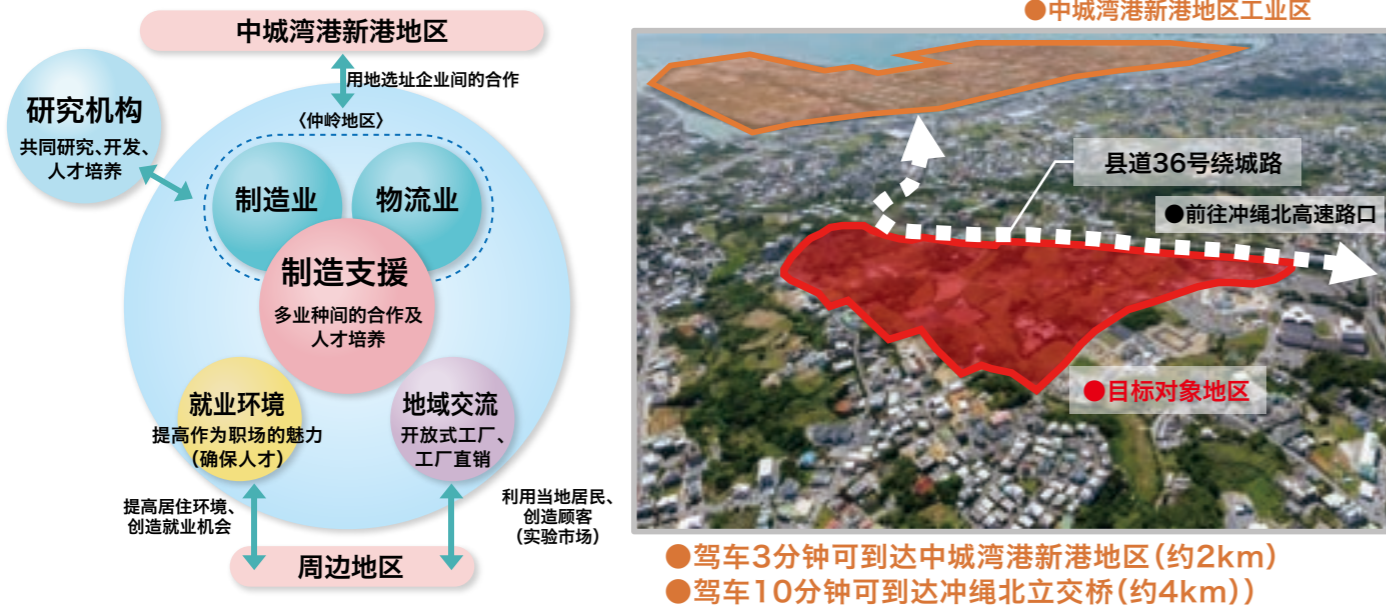 中城湾港新港地区
用地选址企业间的合作
研究机构
共同研究、开发、
人才培养
〈仲岭地区〉
制造业
物流业
制造支援
多业种间的合作及
人才培养
就业环境
提高作为职场的魅力
(确保人才)
地域交流
开放式工厂、
工厂直销
提高居住环境、
创造就业机会
利用当地居民、
创造顾客
(实验市场)
周边地区
●中城湾港新港地区工业区
县道36号绕城路
●前往冲绳北高速路口
●目标对象地区
●驾车3分钟可到达中城湾港新港地区(约2km)
●驾车10分钟可到达冲绳北立交桥(约4km))